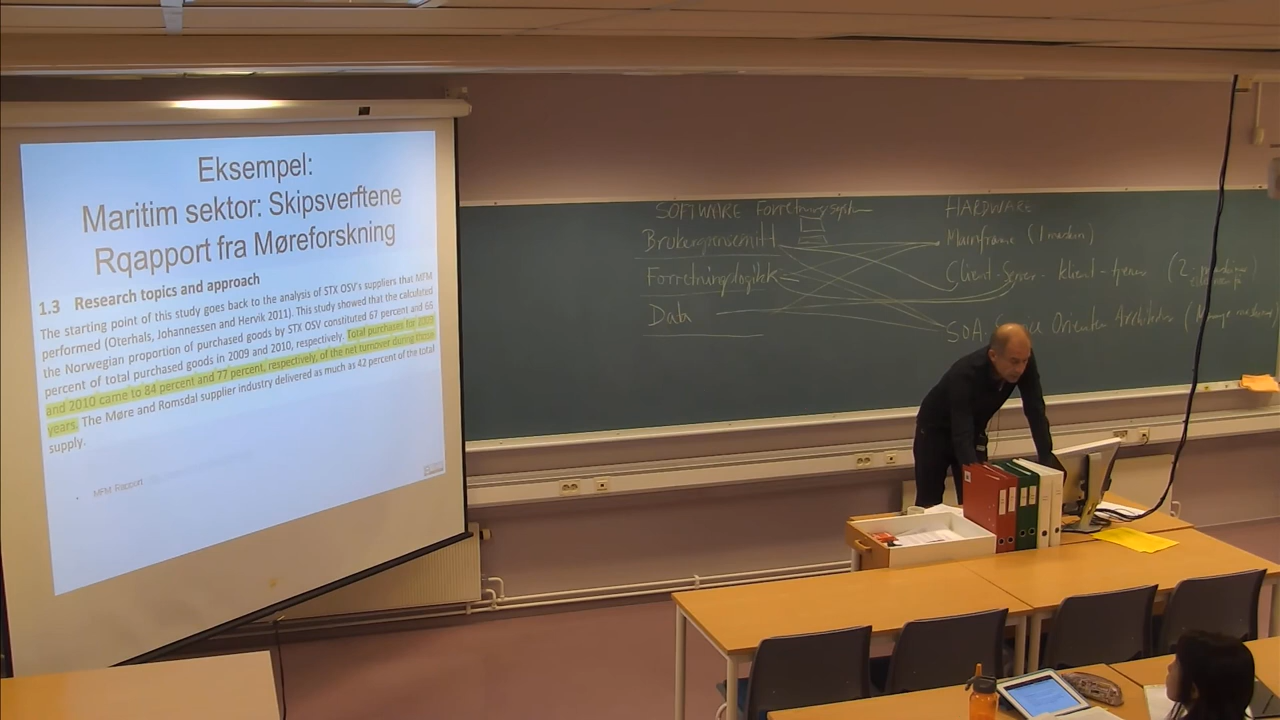 Eksempel:
Maritim sektor: Skipsverftene
Rqapport fra Møreforskning
1.3 Research topics and approach
The starting point of this study goes back to the analysis of STX OSV's suppliers that MFM
performed (Oterhals, Johannessen and Hervik 2011). This study showed that the calculated
the Norwegian proportion of purchased goods by STX OSV constituted 67 percent and 66
percent of total purchased goods in 2009 and 2010, respectively. Total purchases for 2009
and 2010 came to 84 percent and 77 percent, respectively, of the net turnover during those
years. The Møre and Romsdal supplier industry delivered as much as 42 percent of the total
supply.
• MFM Rapport
SOFTWARE
Brukergrensesnitt
Forretningslogikk
Data
HARDWARE
Mainframe (1 maskin)
Client-Server - klient-tjener (2
SOA